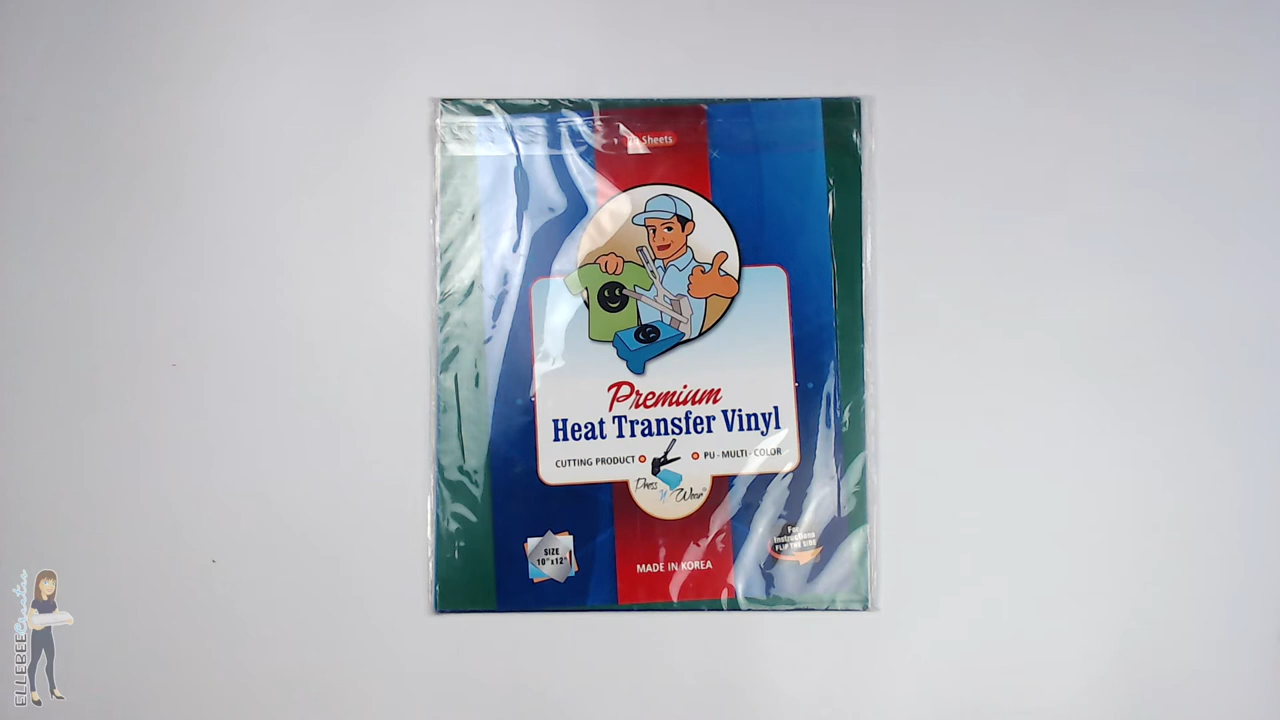 Sheets
Premium
Heat Transfer Vinyl
CUTTING PRODUCT
PU - MULTI - COLOR
Press N Wear®
SIZE
10"x12"
MADE IN KOREA
For
Instructions
FLIP THE SIDE
ELLEBEE Creates